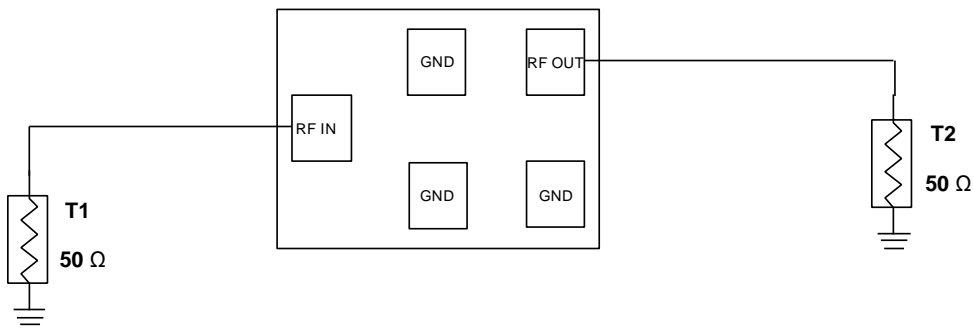 GND
RF OUT
RF IN
T2
50 Ω
GND
GND
T1
50 Ω